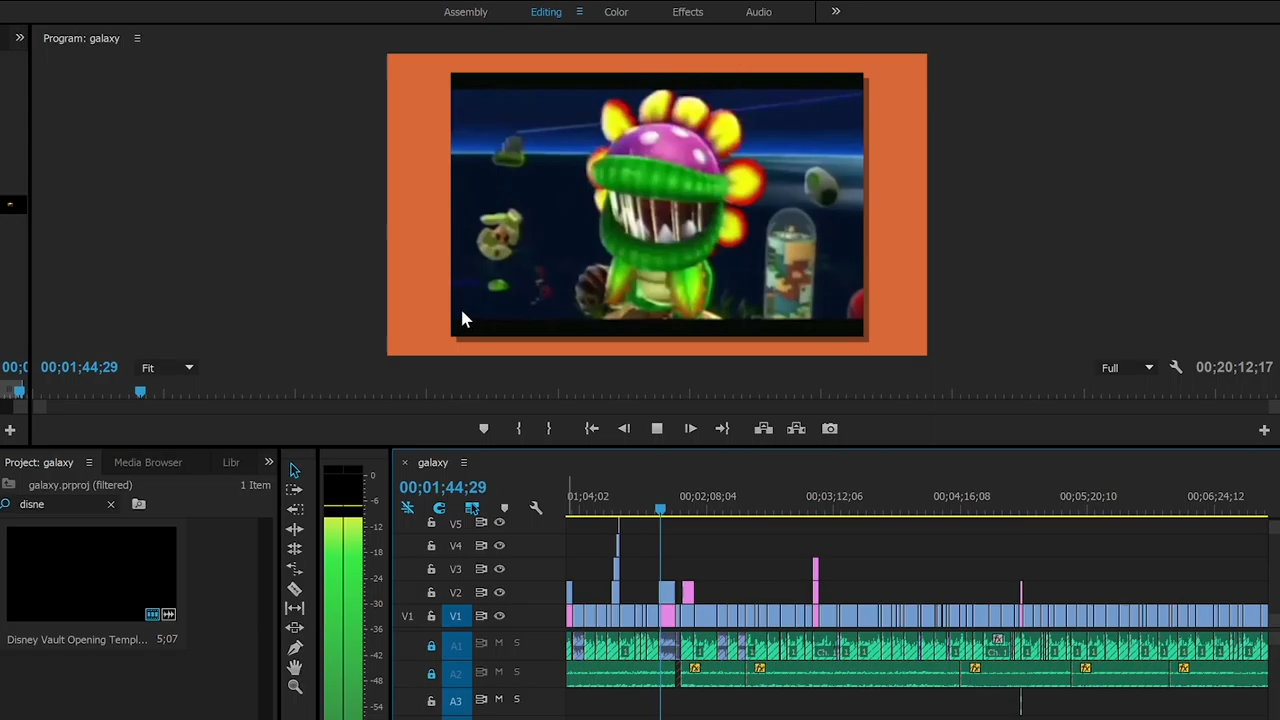 Assembly
Editing
Color
Effects
Audio
Program: galaxy
00;01;44;29
Fit
Full
00;20;12;17
Project: galaxy
Media Browser
Libr
galaxy.prproj (filtered)
1 Item
disne
Disney Vault Opening Templ...
5;07
0
-6
-12
-18
-24
-30
-36
-42
-48
-54
galaxy
00;01;44;29
01;04;02
00;02;08;04
00;03;12;06
00;04;16;08
00;05;20;10
00;06;24;12
V5
V4
V3
V2
V1
V1
A1
M
S
A2
M
S
A3
M
S